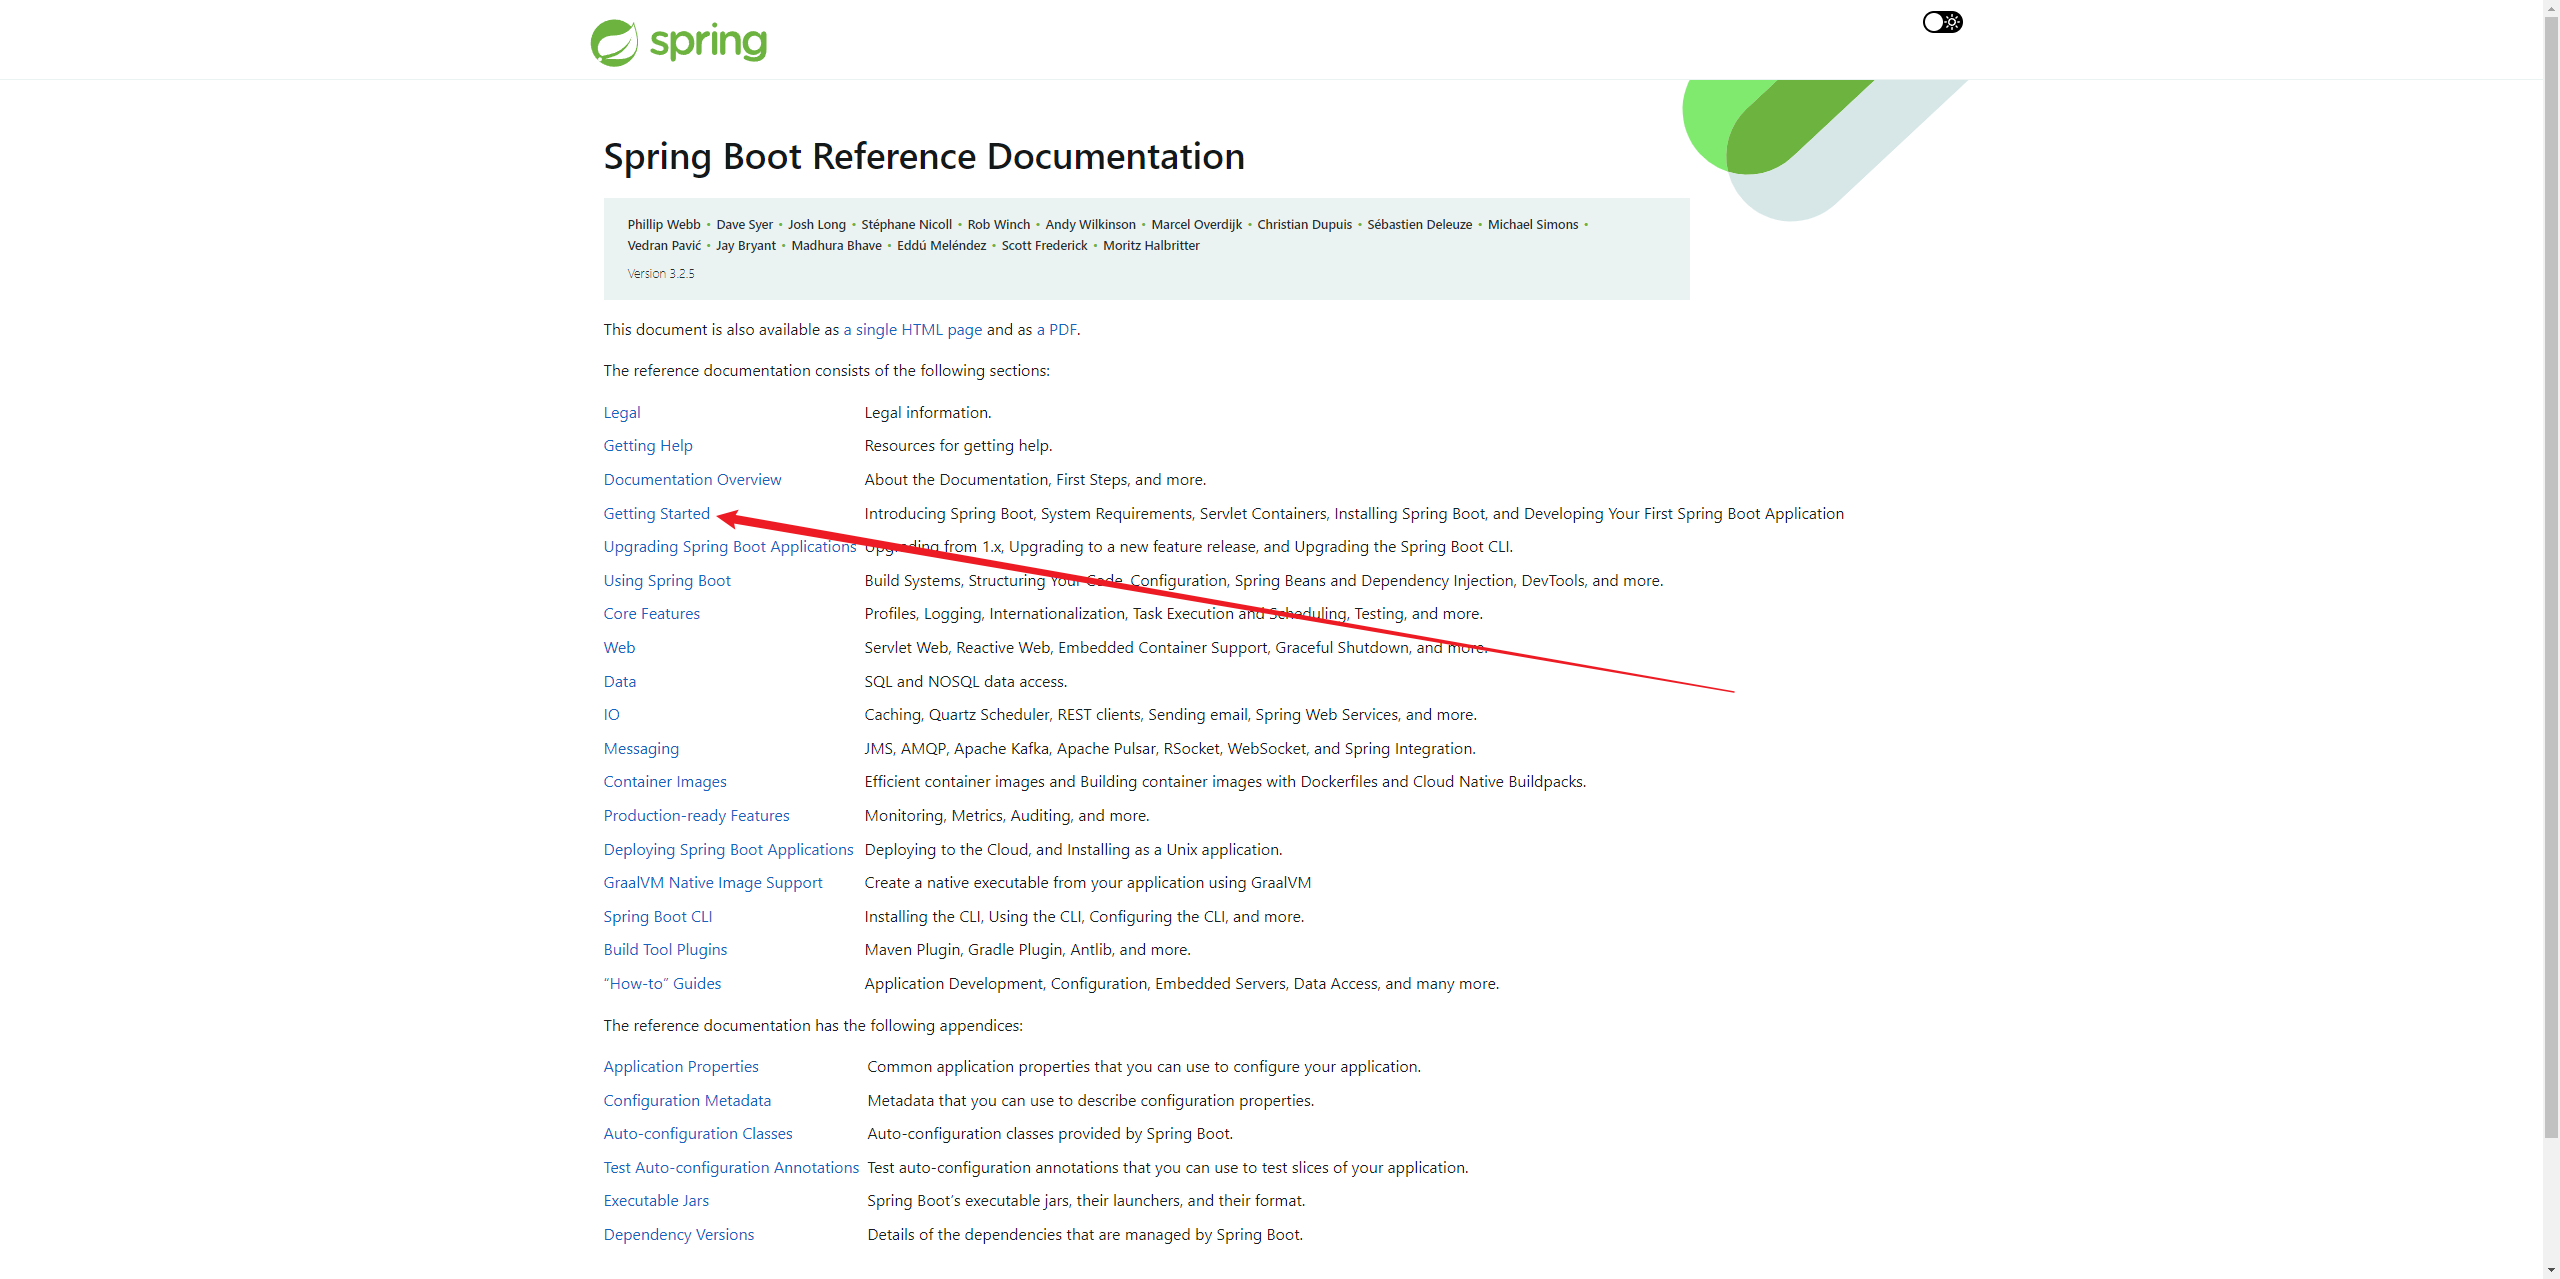 spring
Spring Boot Reference Documentation
Phillip Webb • Dave Syer • Josh Long • Stéphane Nicoll • Rob Winch • Andy Wilkinson • Marcel Overdijk • Christian Dupuis • Sébastien Deleuze • Michael Simons •
Vedran Pavić • Jay Bryant • Madhura Bhave • Eddú Meléndez • Scott Frederick • Moritz Halbritter
Version 3.2.5
This document is also available as a single HTML page and as a PDF.
The reference documentation consists of the following sections:
Legal Legal information.
Getting Help Resources for getting help.
Documentation Overview About the Documentation, First Steps, and more.
Getting Started Introducing Spring Boot, System Requirements, Servlet Containers, Installing Spring Boot, and Developing Your First Spring Boot Application
Upgrading Spring Boot Applications Upgrading from 1.x, Upgrading to a new feature release, and Upgrading the Spring Boot CLI.
Using Spring Boot Build Systems, Structuring Your Code, Configuration, Spring Beans and Dependency Injection, DevTools, and more.
Core Features Profiles, Logging, Internationalization, Task Execution and Scheduling, Testing, and more.
Web Servlet Web, Reactive Web, Embedded Container Support, Graceful Shutdown, and more.
Data SQL and NOSQL data access.
IO Caching, Quartz Scheduler, REST clients, Sending email, Spring Web Services, and more.
Messaging JMS, AMQP, Apache Kafka, Apache Pulsar, RSocket, WebSocket, and Spring Integration.
Container Images Efficient container images and Building container images with Dockerfiles and Cloud Native Buildpacks.
Production-ready Features Monitoring, Metrics, Auditing, and more.
Deploying Spring Boot Applications Deploying to the Cloud, and Installing as a Unix application.
GraalVM Native Image Support Create a native executable from your application using GraalVM
Spring Boot CLI Installing the CLI, Using the CLI, Configuring the CLI, and more.
Build Tool Plugins Maven Plugin, Gradle Plugin, Antlib, and more.
“How-to” Guides Application Development, Configuration, Embedded Servers, Data Access, and many more.
The reference documentation has the following appendices:
Application Properties Common application properties that you can use to configure your application.
Configuration Metadata Metadata that you can use to describe configuration properties.
Auto-configuration Classes Auto-configuration classes provided by Spring Boot.
Test Auto-configuration Annotations Test auto-configuration annotations that you can use to test slices of your application.
Executable Jars Spring Boot’s executable jars, their launchers, and their format.
Dependency Versions Details of the dependencies that are managed by Spring Boot.